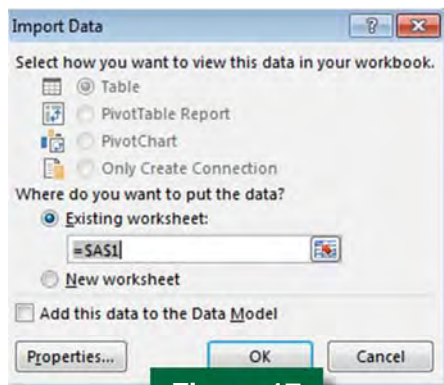 Import Data
Select how you want to view this data in your workbook.
Table
PivotTable Report
PivotChart
Only Create Connection
Where do you want to put the data?
Existing worksheet:
=$A$1
New worksheet
Add this data to the Data Model
Properties... OK Cancel